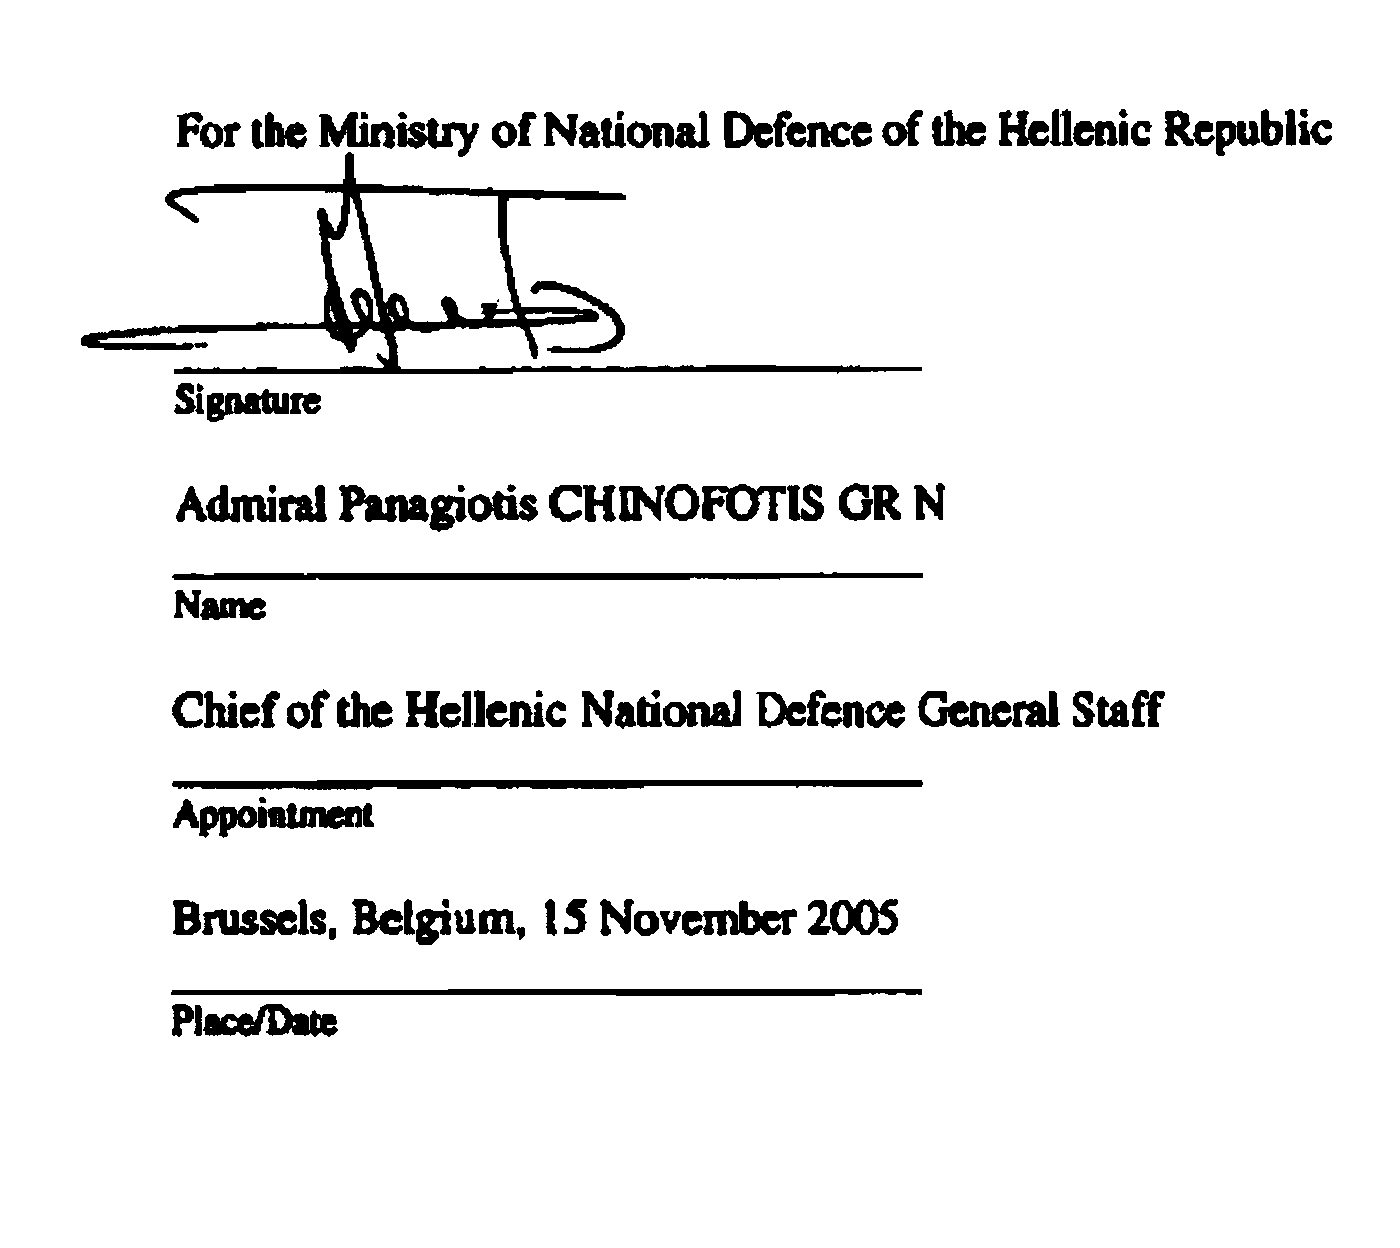 For the Ministry of National Defence of the Hellenic Republic
Signature
Admiral Panagiotis CHINOFOTIS GR N
Name
Chief of the Hellenic National Defence General Staff
Appointment
Brussels, Belgium, 15 November 2005
Place/Date